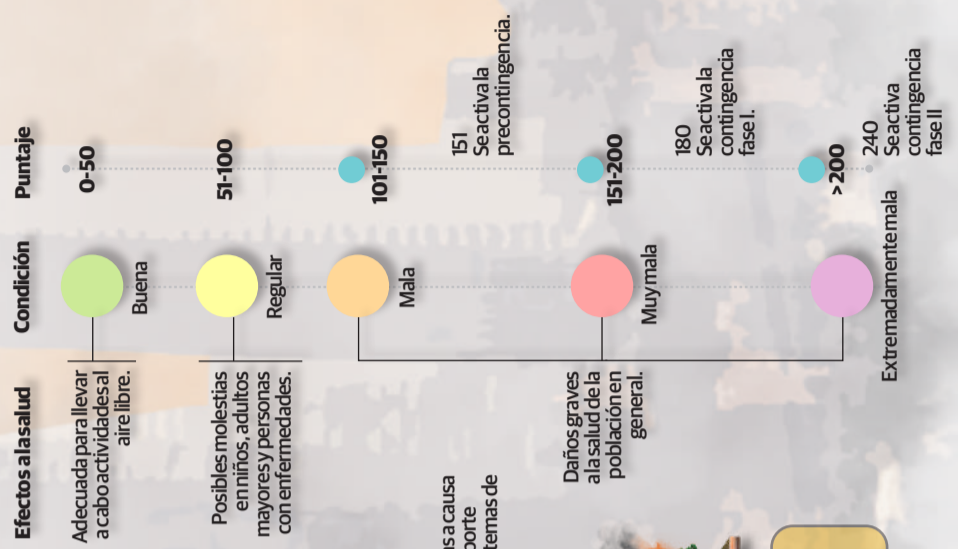 Efectos a la salud
Condición
Puntaje
Adecuada para llevar
a cabo actividades al
aire libre.
Buena
0-50
Posibles molestias
en niños, adultos
mayores y personas
con enfermedades.
Regular
51-100
Mala
101-150
151
Se activa la
precontingencia.
Daños graves
a la salud de la
población en
general.
Muy mala
151-200
180
Se activa la
contingencia
fase I.
Extremadamente mala
>200
240
Se activa
contingencia
fase II
a causa
temas de